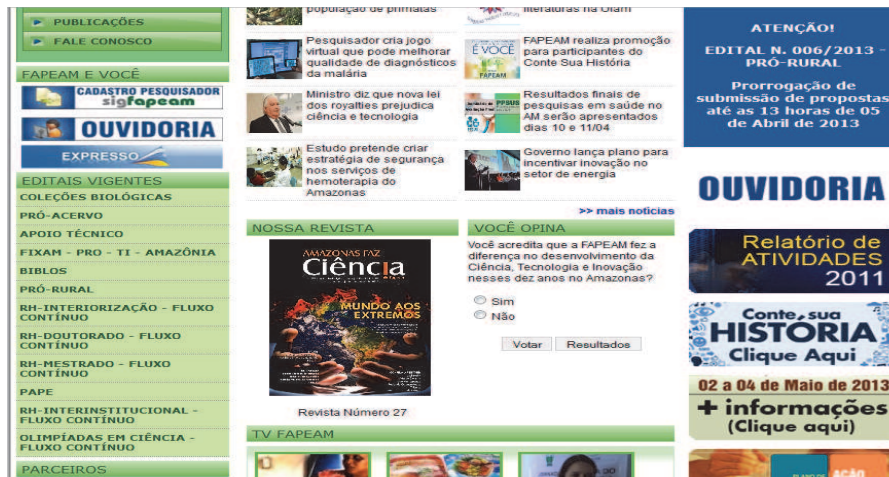 PUBLICAÇÕES
FALE CONOSCO
FAPEAM E VOCÊ
CADASTRO PESQUISADOR
sigfapeam
OUVIDORIA
EXPRESSO
EDITAIS VIGENTES
COLEÇÕES BIOLÓGICAS
PRÓ-ACERVO
APOIO TÉCNICO
FIXAM - PRO - TI - AMAZÔNIA
BIBLOS
PRÓ-RURAL
RH-INTERIORIZAÇÃO - FLUXO
CONTÍNUO
RH-DOUTORADO - FLUXO
CONTÍNUO
RH-MESTRADO - FLUXO
CONTÍNUO
PAPE
RH-INTERINSTITUCIONAL -
FLUXO CONTÍNUO
OLIMPÍADAS EM CIÊNCIA -
FLUXO CONTÍNUO
PARCEIROS
população de primatas
Pesquisador cria jogo
virtual que pode melhorar
qualidade de diagnósticos
da malária
Ministro diz que nova lei
dos royalties prejudica
ciência e tecnologia
Estudo pretende criar
estratégia de segurança
nos serviços de
hemoterapia do
Amazonas
literaturas na Ufam
É VOCÊ
FAPEAM
FAPEAM realiza promoção
para participantes do
Conte Sua História
PPSUS
Resultados finais de
pesquisas em saúde no
AM serão apresentados
dias 10 e 11/04
Governo lança plano para
incentivar inovação no
setor de energia
>> mais notícias
NOSSA REVISTA
AMAZONAS FAZ
Ciência
MUNDO AOS
EXTREMOS
Revista Número 27
VOCÊ OPINA
Você acredita que a FAPEAM fez a
diferença no desenvolvimento da
Ciência, Tecnologia e Inovação
nesses dez anos no Amazonas?
Sim
Não
Votar Resultados
TV FAPEAM
ATENÇÃO!
EDITAL N. 006/2013 -
PRÓ-RURAL
Prorrogação de
submissão de propostas
até as 13 horas de 05
de Abril de 2013
OUVIDORIA
Relatório de
ATIVIDADES
2011
Conte sua
HISTÓRIA
Clique Aqui
02 a 04 de Maio de 2013
+ informações
(Clique aqui)
AÇÃO